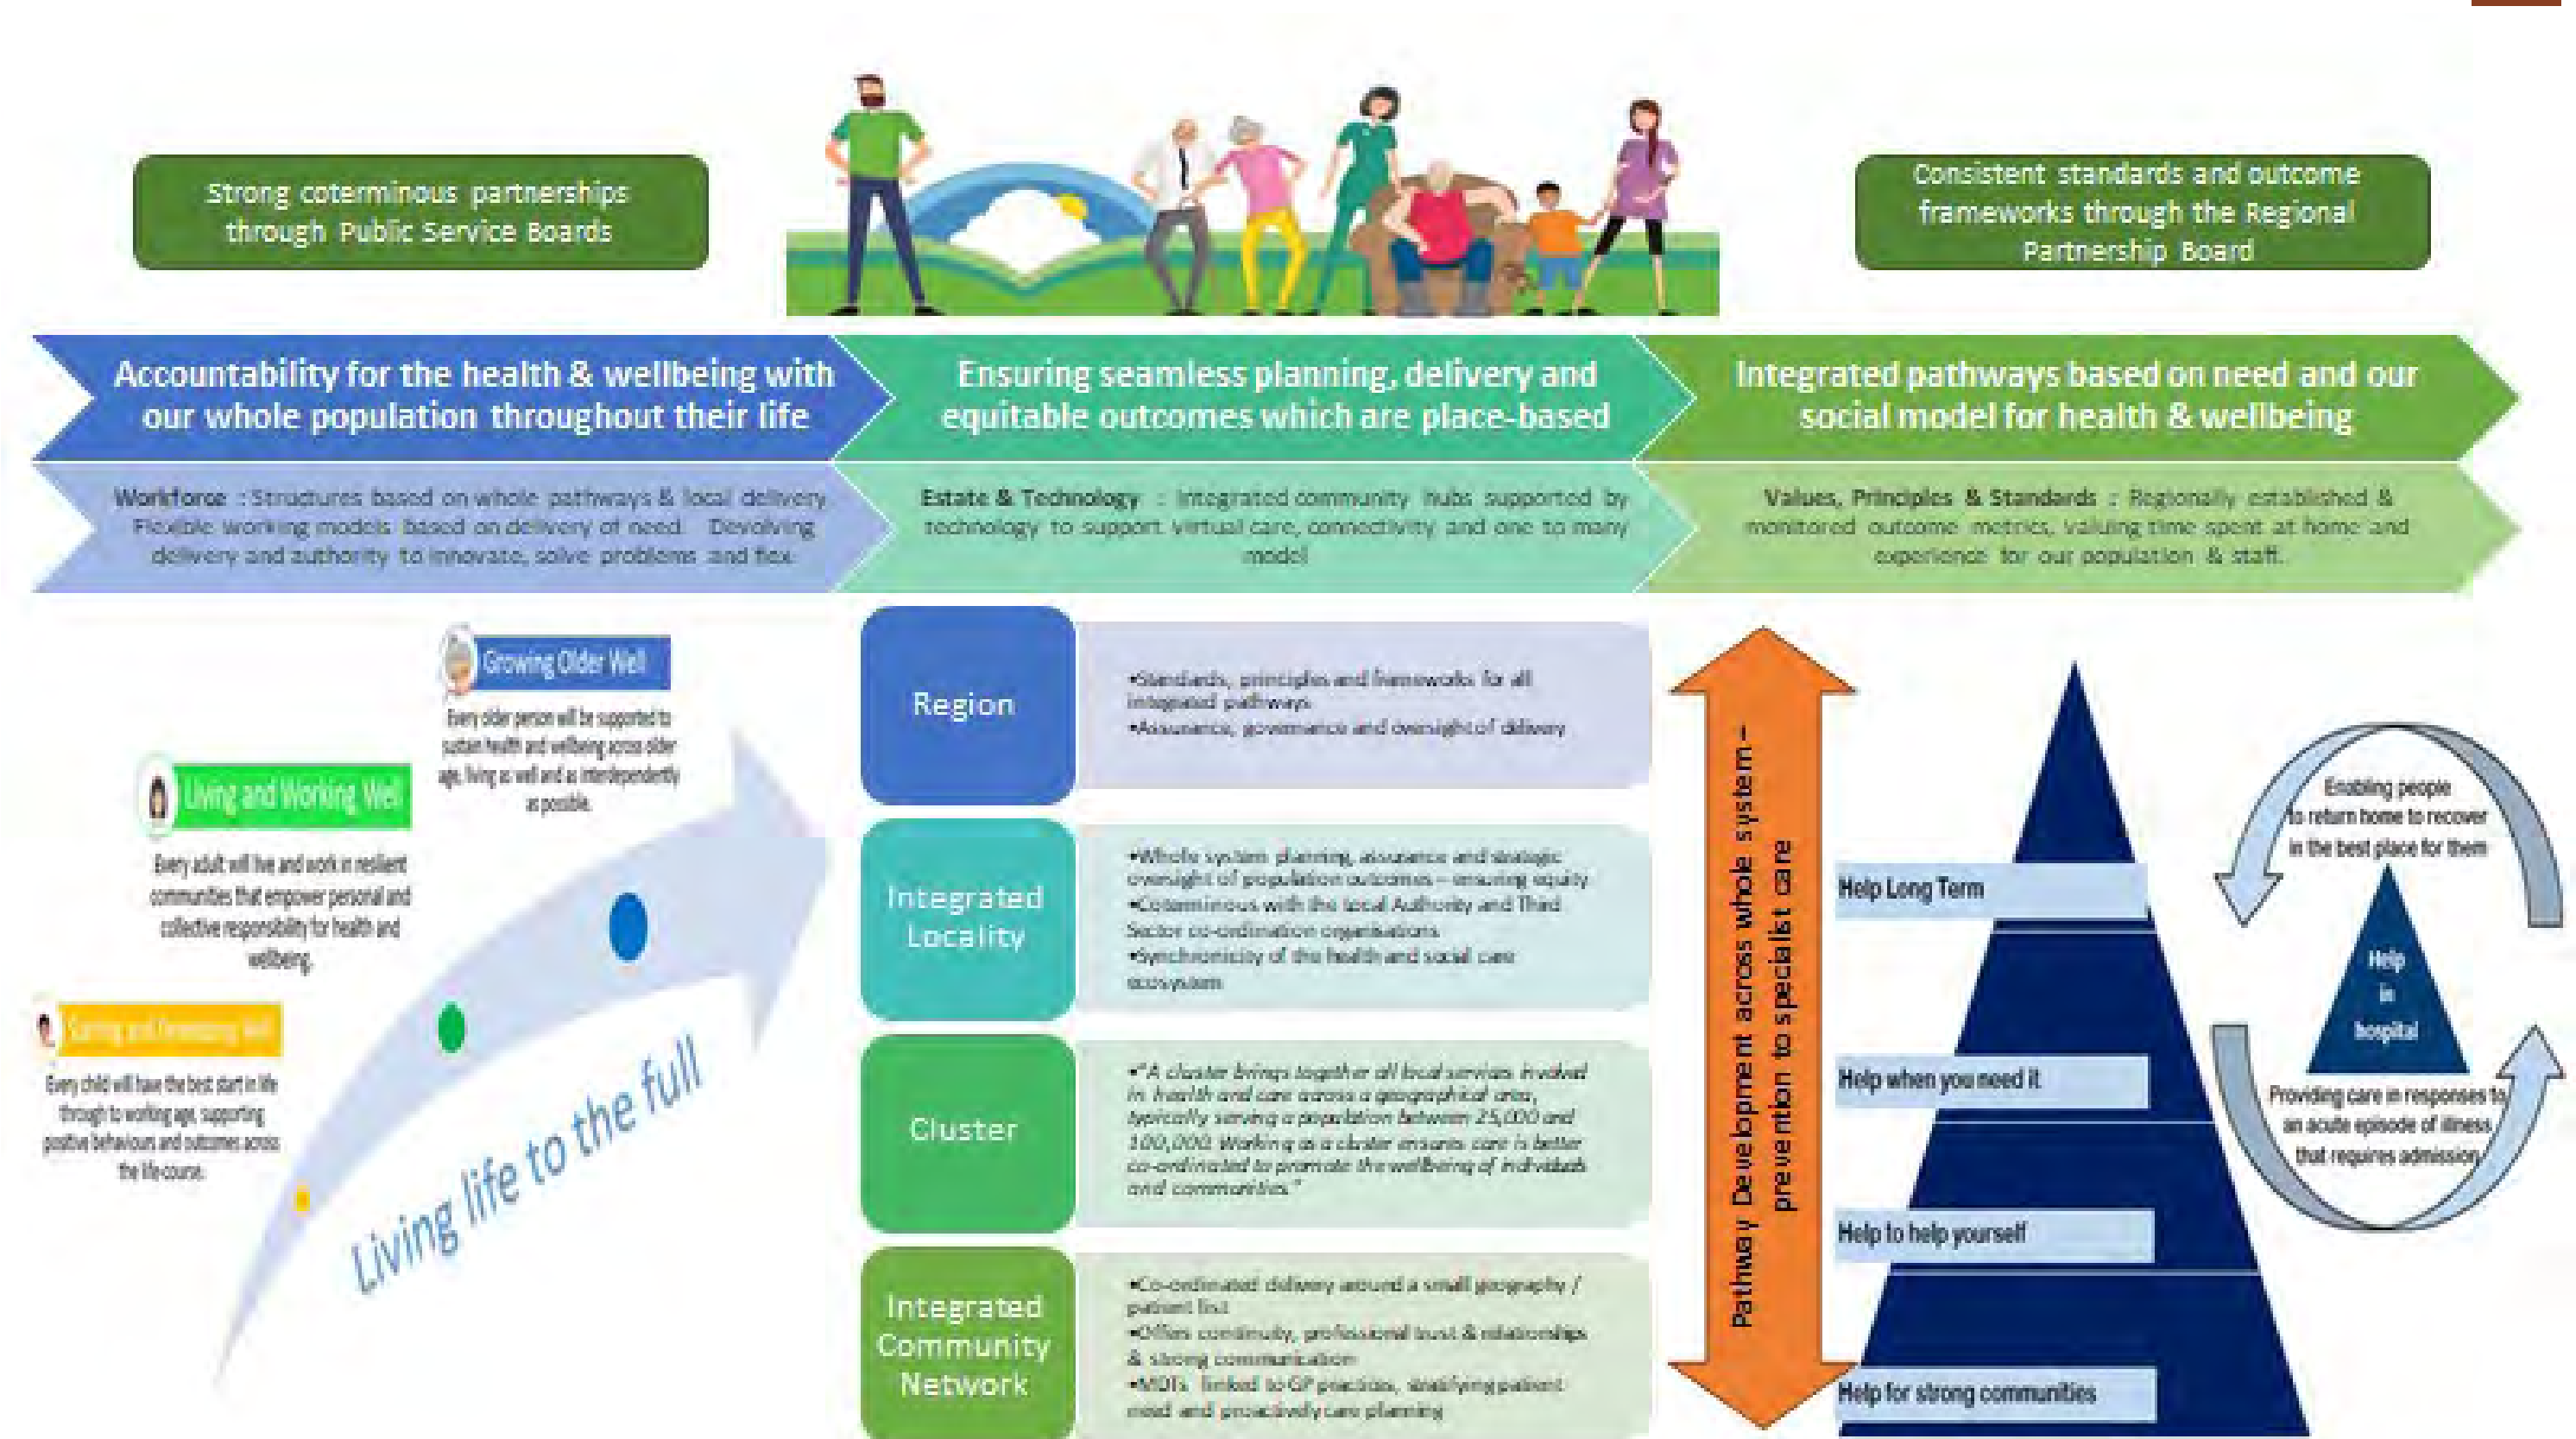 Strong coterminous partnerships
through Public Service Boards
Consistent standards and outcome
frameworks through the Regional
Partnership Board
Accountability for the health & wellbeing with
our whole population throughout their life
Ensuring seamless planning, delivery and
equitable outcomes which are place-based
Integrated pathways based on need and our
social model for health & wellbeing
Workforce : Structures based on whole pathways & local delivery
Flexible working models based on delivery of need. Devolving
delivery and authority to innovate, solve problems and flex.
Estate & Technology : Integrated community hubs supported by
technology to support virtual care, connectivity and one to many
model
Values, Principles & Standards : Regionally established &
monitored outcome metrics, valuing time spent at home and
experience for our population & staff.
Growing Older Well
Every older person will be supported to
sustain health and wellbeing across older
age, living as well and as interdependently
as possible.
Living and Working Well
Every adult will live and work in resilient
communities that empower personal and
collective responsibility for health and
wellbeing.
Starting and Developing Well
Every child will have the best start in life
through to working age, supporting
positive behaviours and outcomes across
the life-course.
Living life to the full
Region
•Standards, principles and frameworks for all
integrated pathways
•Assurance, governance and oversight of delivery
Integrated
Locality
•Whole system planning, assurance and strategic
oversight of population outcomes – ensuring equity
•Coterminous with the Local Authority and Third
Sector co-ordination organisations
•Synchronicity of the health and social care
ecosystem
Cluster
•"A cluster brings together all local services involved
in health and care across a geographical area,
typically serving a population between 25,000 and
100,000. Working as a cluster ensures care is better
co-ordinated to promote the wellbeing of individuals
and communities."
Integrated
Community
Network
•Co-ordinated delivery around a small geography /
patient list
•Offers continuity, professional trust & relationships
& strong communication
•MDTs linked to GP practices, stratifying patient
need and proactively care planning
Pathway Development across whole system –
prevention to specialist care
Help Long Term
Help when you need it
Help to help yourself
Help for strong communities
Enabling people
to return home to recover
in the best place for them
Help
in
hospital
Providing care in responses to
an acute episode of illness
that requires admission